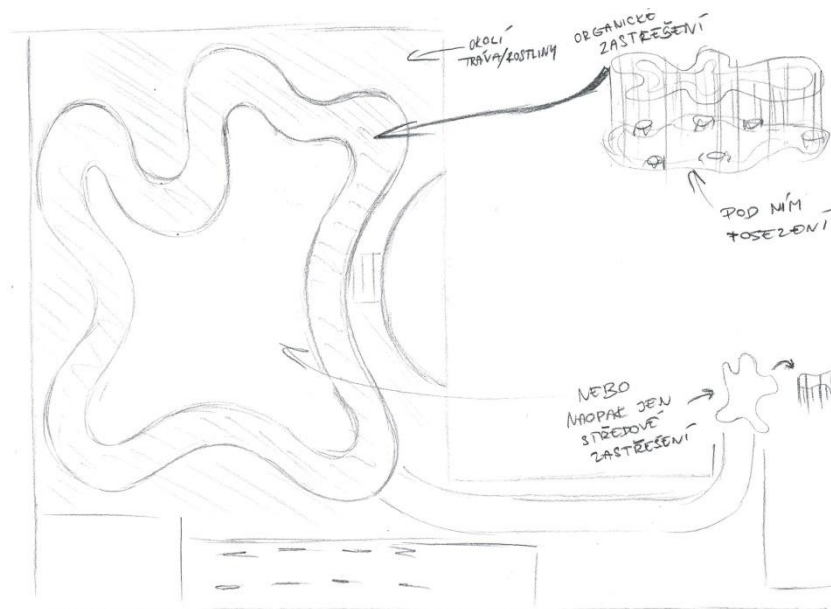 OKOLÍ
TRÁVA/ROSTLINY
ORGANICKÉ
ZASTŘEŠENÍ
POD NÍM
POSEZENÍ
NEBO
NAOPAK JEN
STŘEDOVÉ
ZASTŘEŠENÍ